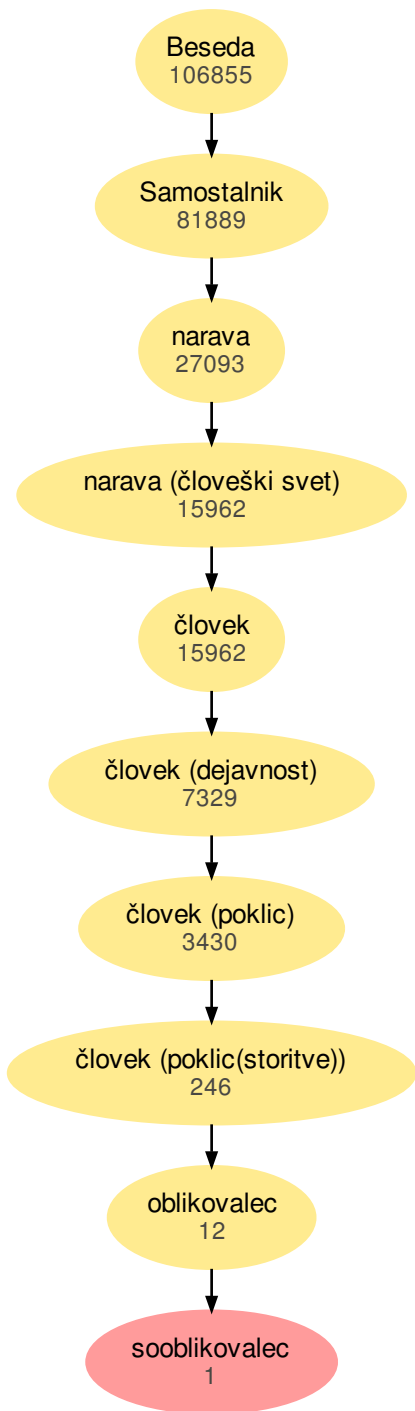 Beseda
106855
Samostalnik
81889
narava
27093
narava (človeški svet)
15962
človek
15962
človek (dejavnost)
7329
človek (poklic)
3430
človek (poklic(storitve))
246
oblikovalec
12
sooblikovalec
1